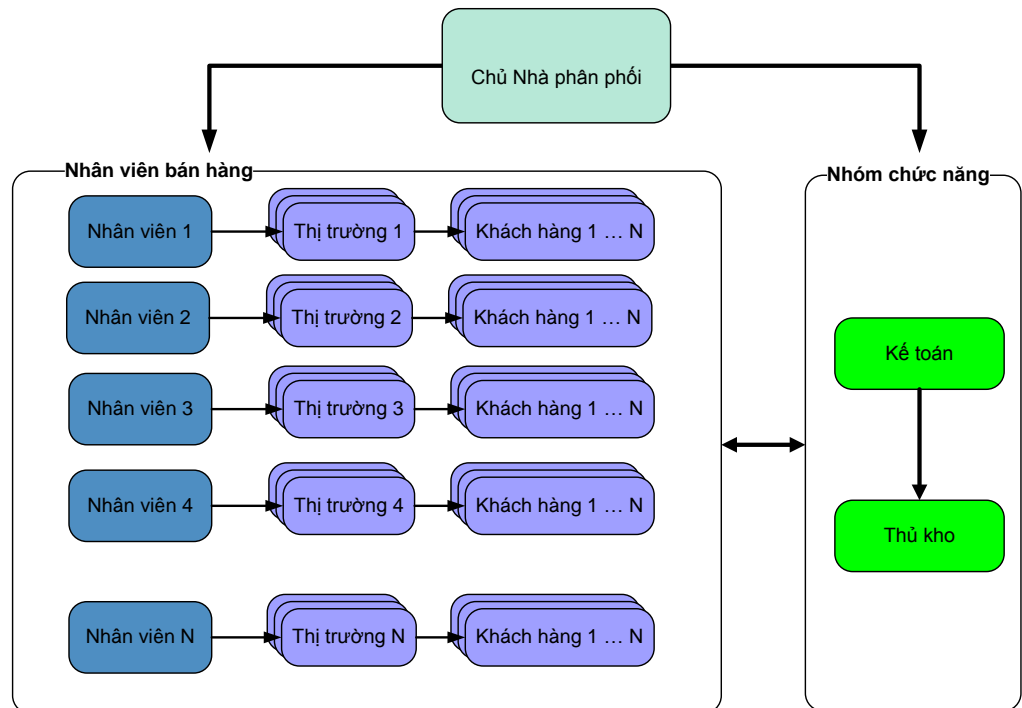 Chủ Nhà phân phối
Nhân viên bán hàng
Nhóm chức năng
Nhân viên 1
Thị trường 1
Khách hàng 1 … N
Nhân viên 2
Thị trường 2
Khách hàng 1 … N
Nhân viên 3
Thị trường 3
Khách hàng 1 … N
Nhân viên 4
Thị trường 4
Khách hàng 1 … N
Nhân viên N
Thị trường N
Khách hàng 1 … N
Kế toán
Thủ kho